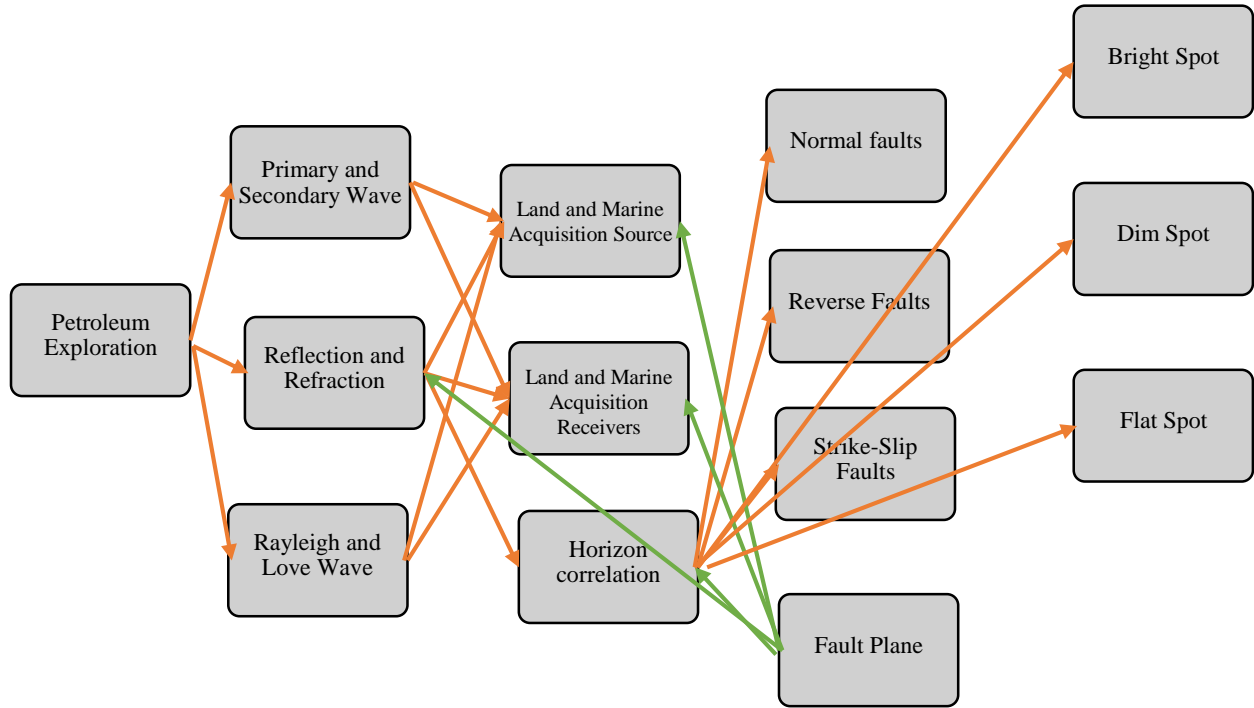 Petroleum
Exploration
Primary and
Secondary Wave
Reflection and
Refraction
Rayleigh and
Love Wave
Land and Marine
Acquisition Source
Land and Marine
Acquisition
Receivers
Horizon
correlation
Normal faults
Reverse Faults
Strike-Slip
Faults
Fault Plane
Bright Spot
Dim Spot
Flat Spot